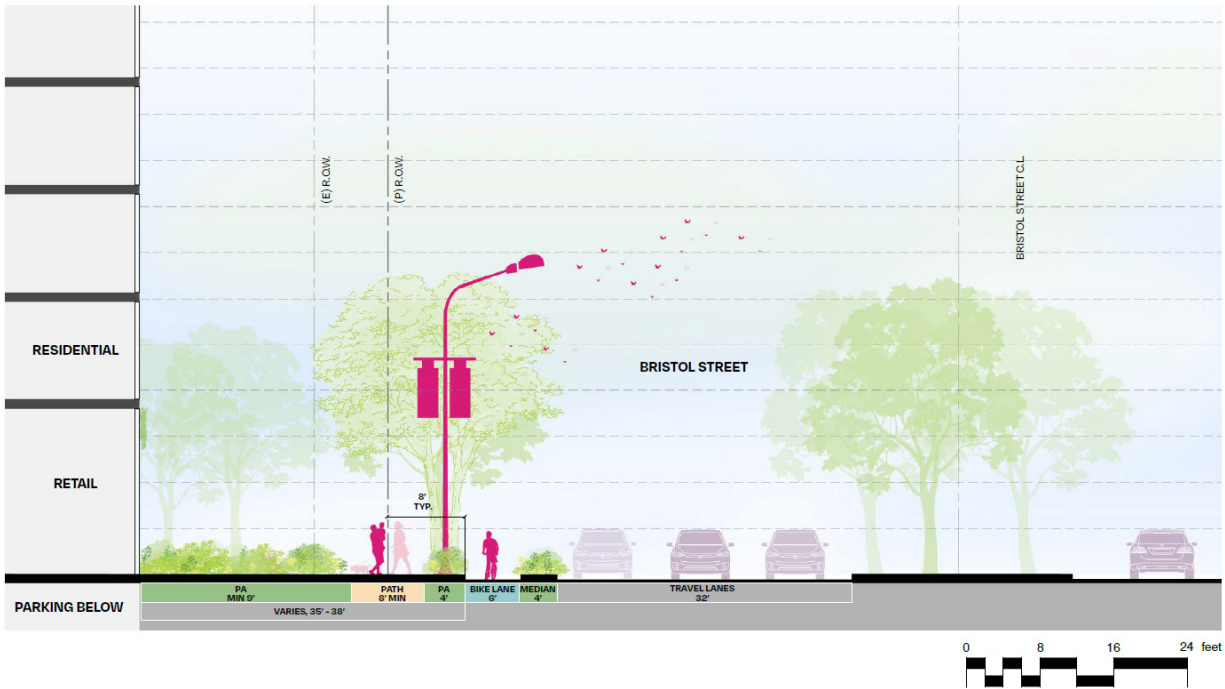 (E) R.O.W.
(P) R.O.W.
BRISTOL STREET C.L
RESIDENTIAL
BRISTOL STREET
RETAIL
8'
TYP.
PARKING BELOW
PA
MIN 9'
PATH
8' MIN
PA
4'
BIKE LANE
6'
MEDIAN
4'
TRAVEL LANES
32'
VARIES, 35' - 38'
0 8 16 24 feet